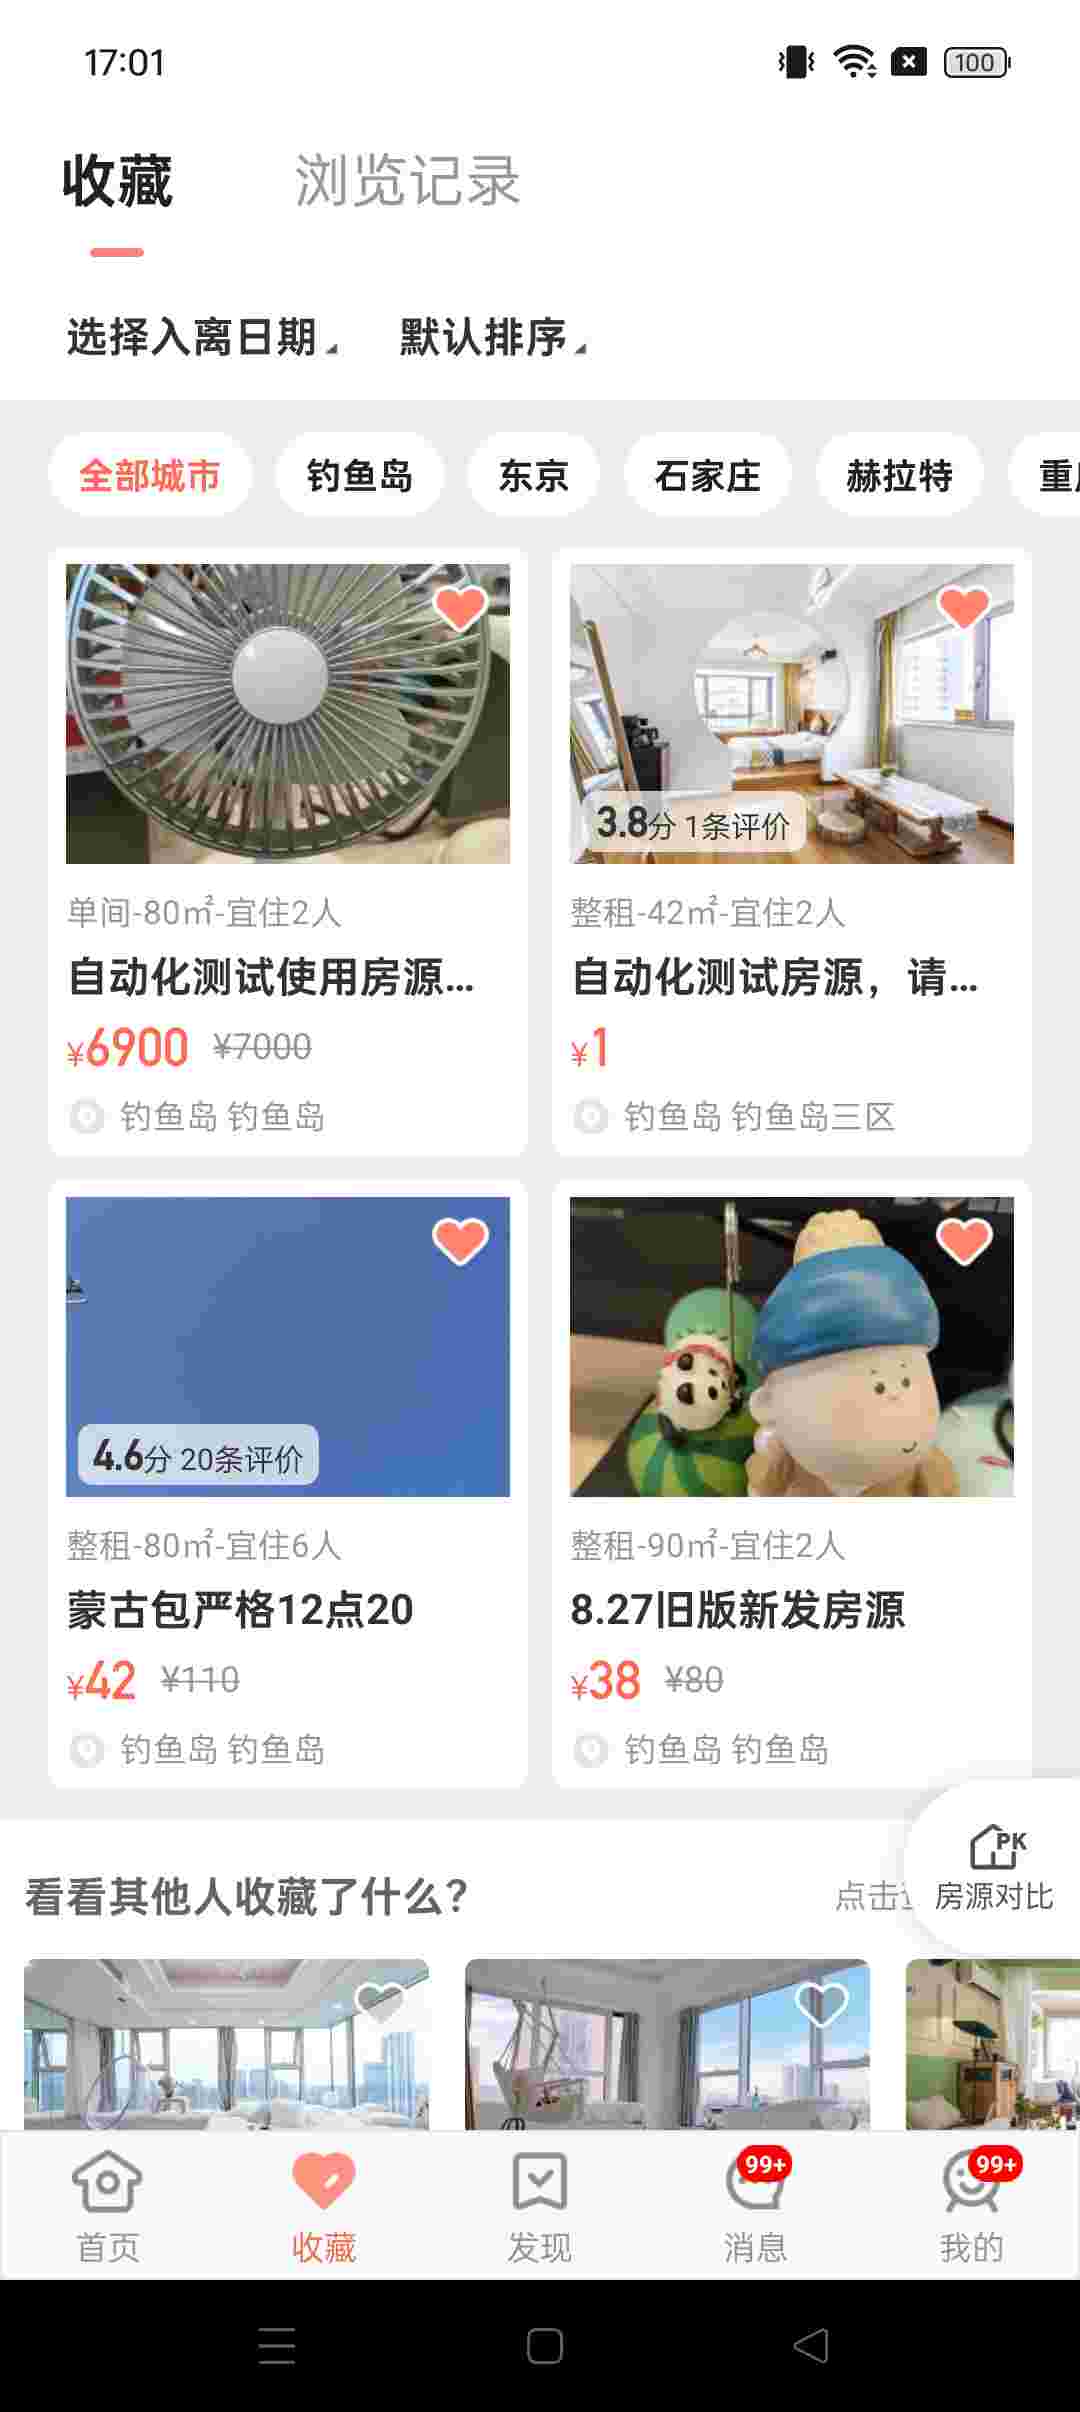 17:01
100
收藏 浏览记录
选择入离日期 默认排序
全部城市 钓鱼岛 东京 石家庄 赫拉特
3.8分 1条评价
单间-80㎡-宜住2人
自动化测试使用房源...
¥6900 ¥7000
钓鱼岛 钓鱼岛
整租-42㎡-宜住2人
自动化测试房源，请...
¥1
钓鱼岛 钓鱼岛三区
4.6分 20条评价
整租-80㎡-宜住6人
蒙古包严格12点20
¥42 ¥110
钓鱼岛 钓鱼岛
整租-90㎡-宜住2人
8.27旧版新发房源
¥38 ¥80
钓鱼岛 钓鱼岛
看看其他人收藏了什么?
点击
PK
房源对比
99+
99+
首页 收藏 发现 消息 我的